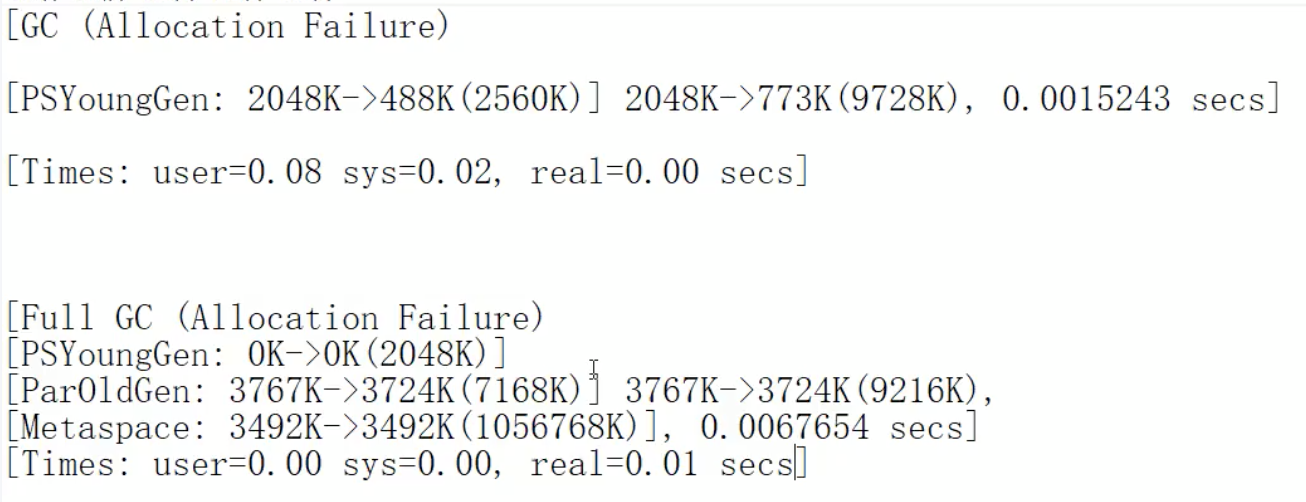 [GC (Allocation Failure)
[PSYoungGen: 2048K->488K(2560K)] 2048K->773K(9728K), 0.0015243 secs]
[Times: user=0.08 sys=0.02, real=0.00 secs]
[Full GC (Allocation Failure)
[PSYoungGen: 0K->0K(2048K)]
[ParOldGen: 3767K->3724K(7168K)] 3767K->3724K(9216K),
[Metaspace: 3492K->3492K(1056768K)], 0.0067654 secs]
[Times: user=0.00 sys=0.00, real=0.01 secs]